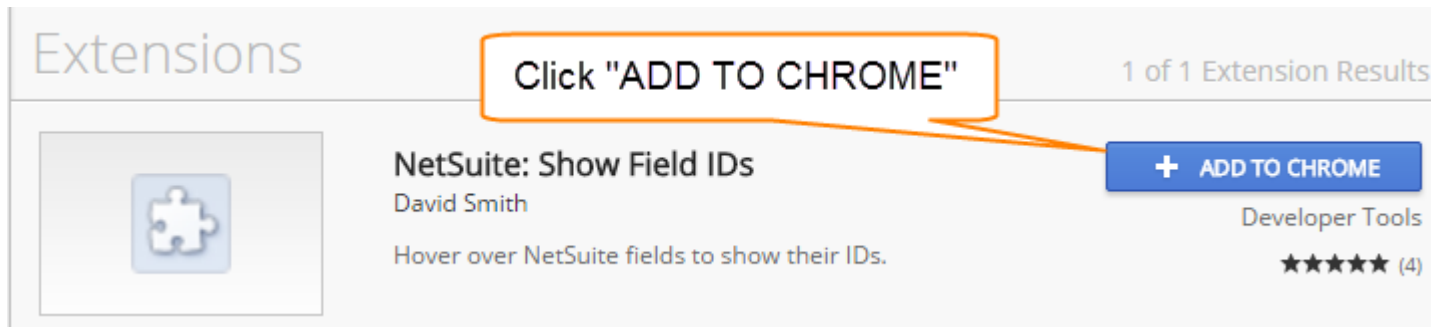 Extensions
Click "ADD TO CHROME"
1 of 1 Extension Results
NetSuite: Show Field IDs
David Smith
Hover over NetSuite fields to show their IDs.
+ ADD TO CHROME
Developer Tools
★★★★★ (4)